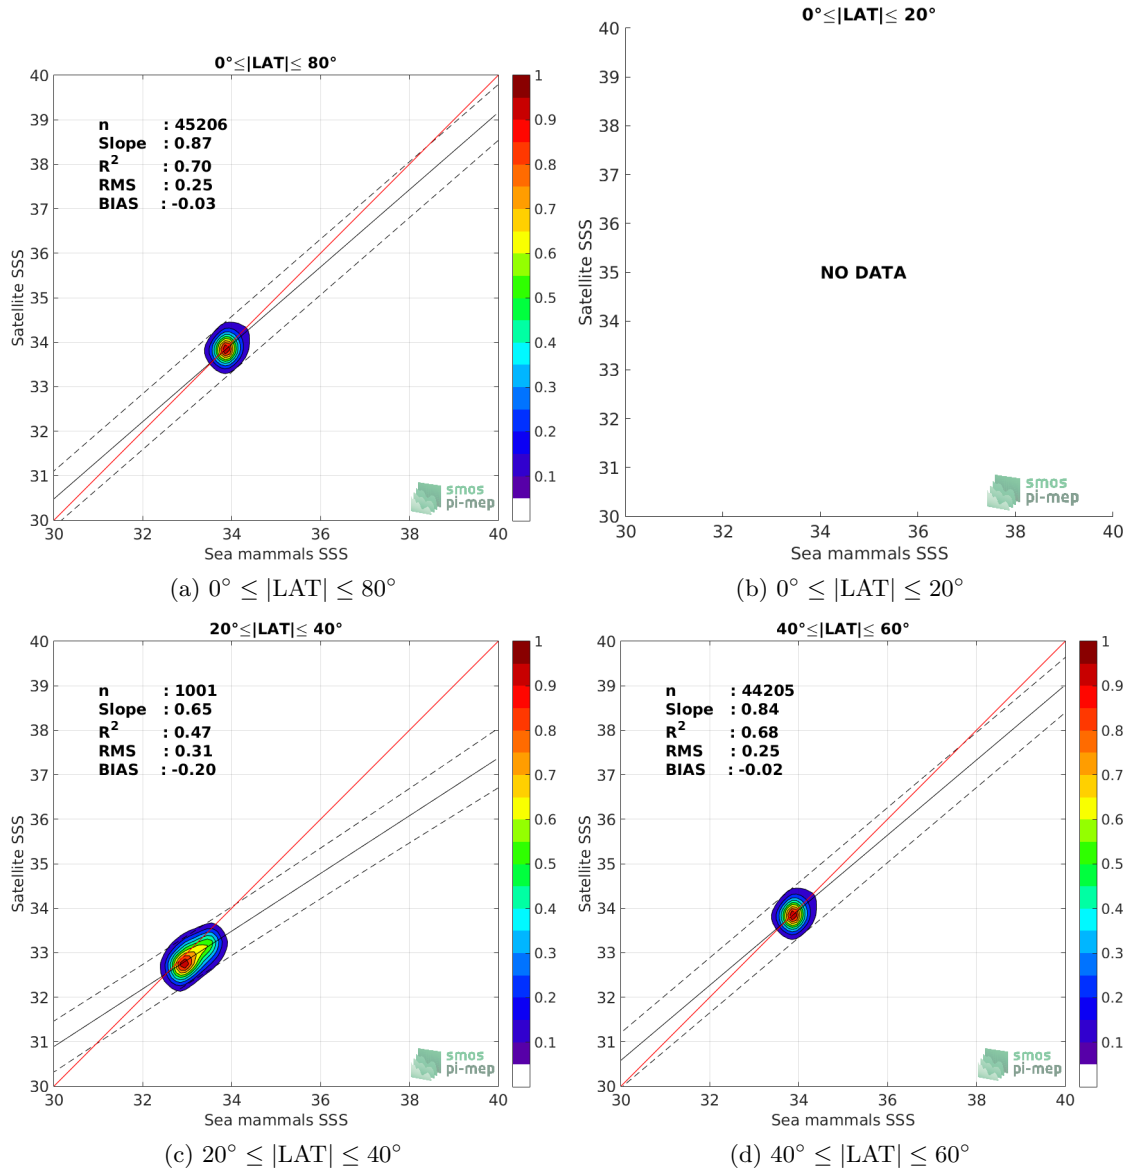 0°≤|LAT|≤ 80°
n : 45206
Slope : 0.87
R2 : 0.70
RMS : 0.25
BIAS : -0.03
40
39
38
37
36
35
34
33
32
31
30
30 32 34 36 38 40
Satellite SSS
Sea mammals SSS
1
0.9
0.8
0.7
0.6
0.5
0.4
0.3
0.2
0.1
smos
pi-mep
(a) 0° ≤ |LAT| ≤ 80°
0°≤|LAT|≤ 20°
40
39
38
37
36
35
34
33
32
31
30
30 32 34 36 38 40
Satellite SSS
Sea mammals SSS
NO DATA
smos
pi-mep
(b) 0° ≤ |LAT| ≤ 20°
20°≤|LAT|≤ 40°
n : 1001
Slope : 0.65
R2 : 0.47
RMS : 0.31
BIAS : -0.20
40
39
38
37
36
35
34
33
32
31
30
30 32 34 36 38 40
Satellite SSS
Sea mammals SSS
1
0.9
0.8
0.7
0.6
0.5
0.4
0.3
0.2
0.1
smos
pi-mep
(c) 20° ≤ |LAT| ≤ 40°
40°≤|LAT|≤ 60°
n : 44205
Slope : 0.84
R2 : 0.68
RMS : 0.25
BIAS : -0.02
40
39
38
37
36
35
34
33
32
31
30
30 32 34 36 38 40
Satellite SSS
Sea mammals SSS
1
0.9
0.8
0.7
0.6
0.5
0.4
0.3
0.2
0.1
smos
pi-mep
(d) 40° ≤ |LAT| ≤ 60°